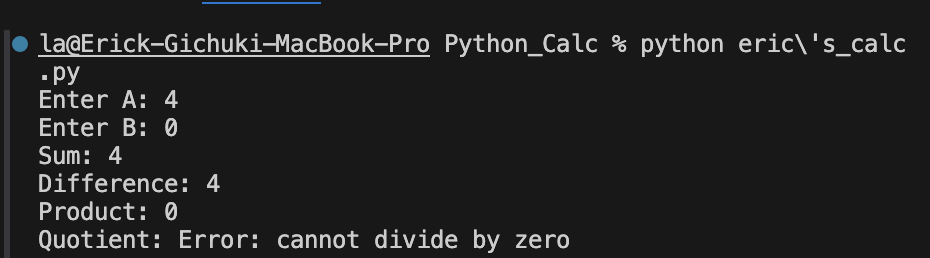 la@Erick-Gichuki-MacBook-Pro Python_Calc % python eric\'s_calc
.py
Enter A: 4
Enter B: 0
Sum: 4
Difference: 4
Product: 0
Quotient: Error: cannot divide by zero